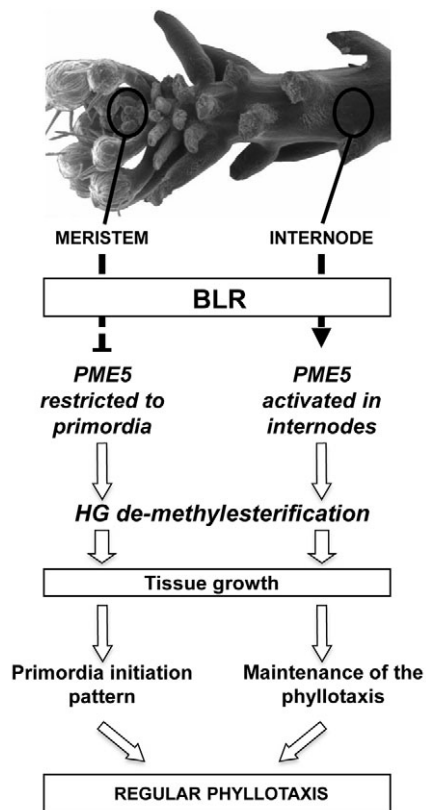 MERISTEM
INTERNODE
BLR
PME5
restricted to
primordia
PME5
activated in
internodes
HG de-methylesterification
Tissue growth
Primordia initiation
pattern
Maintenance of the
phyllotaxis
REGULAR PHYLLOTAXIS